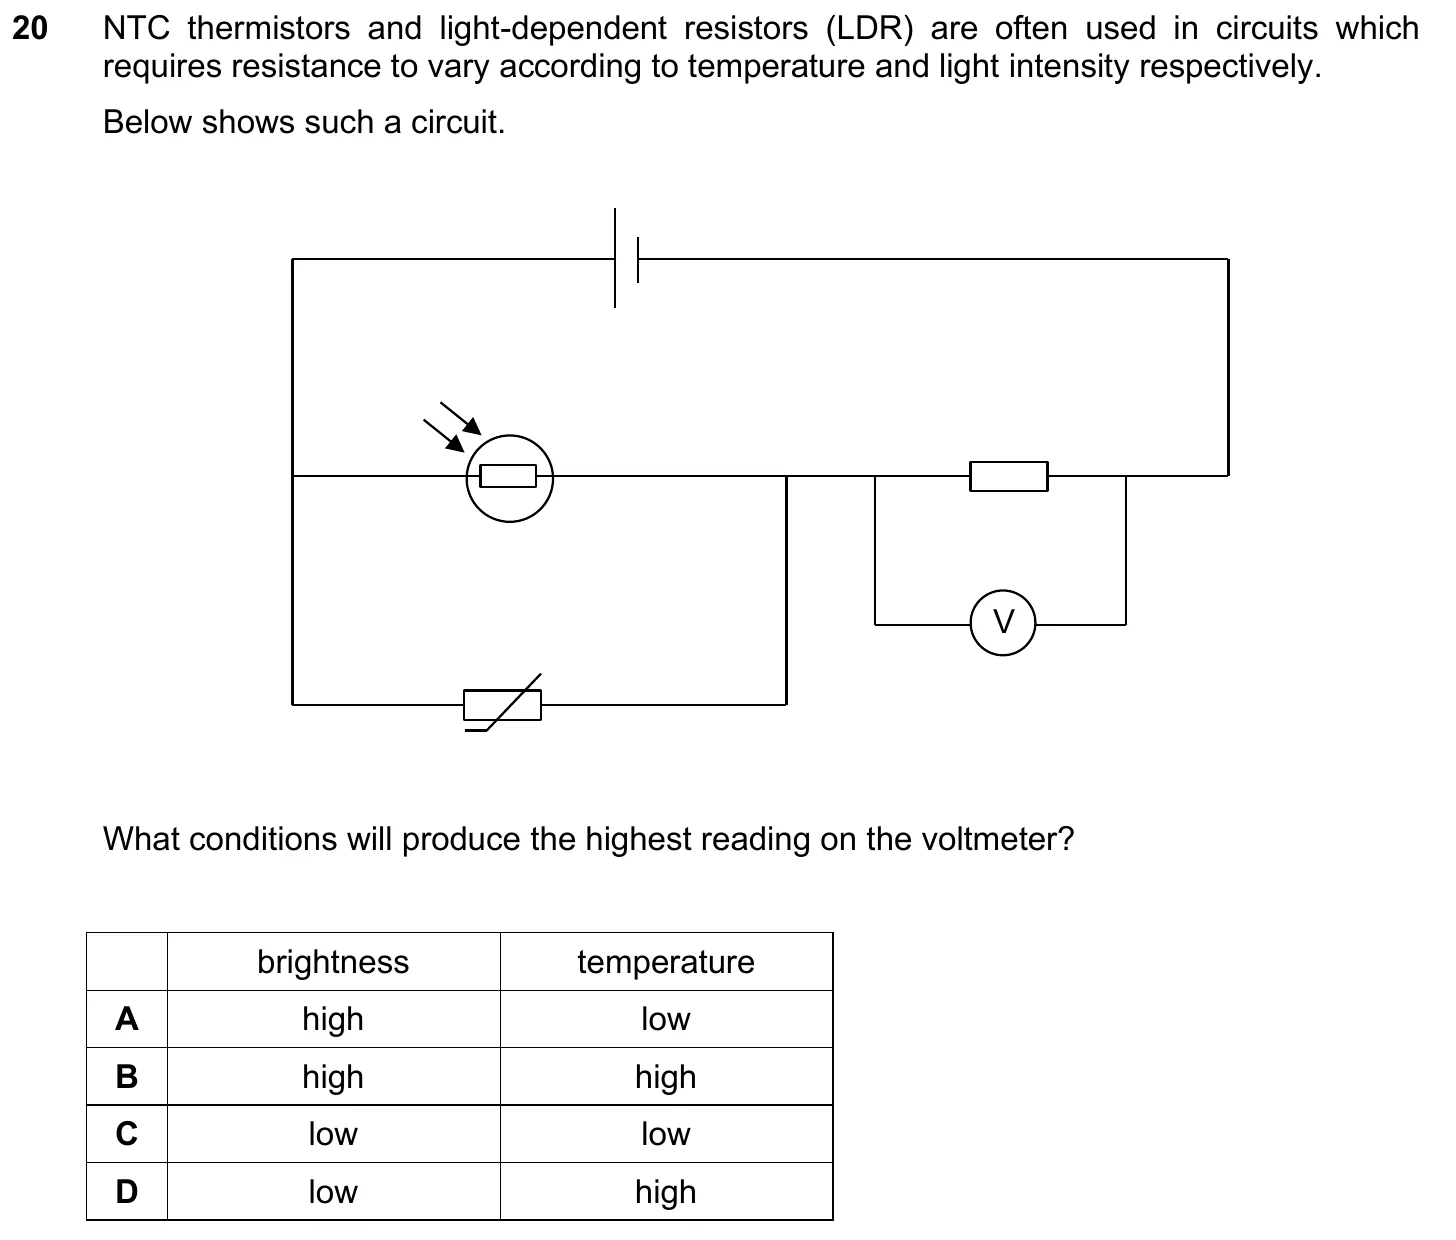 20 NTC thermistors and light-dependent resistors (LDR) are often used in circuits which
requires resistance to vary according to temperature and light intensity respectively.
Below shows such a circuit.
V
What conditions will produce the highest reading on the voltmeter?
brightness temperature
A high low
B high high
C low low
D low high